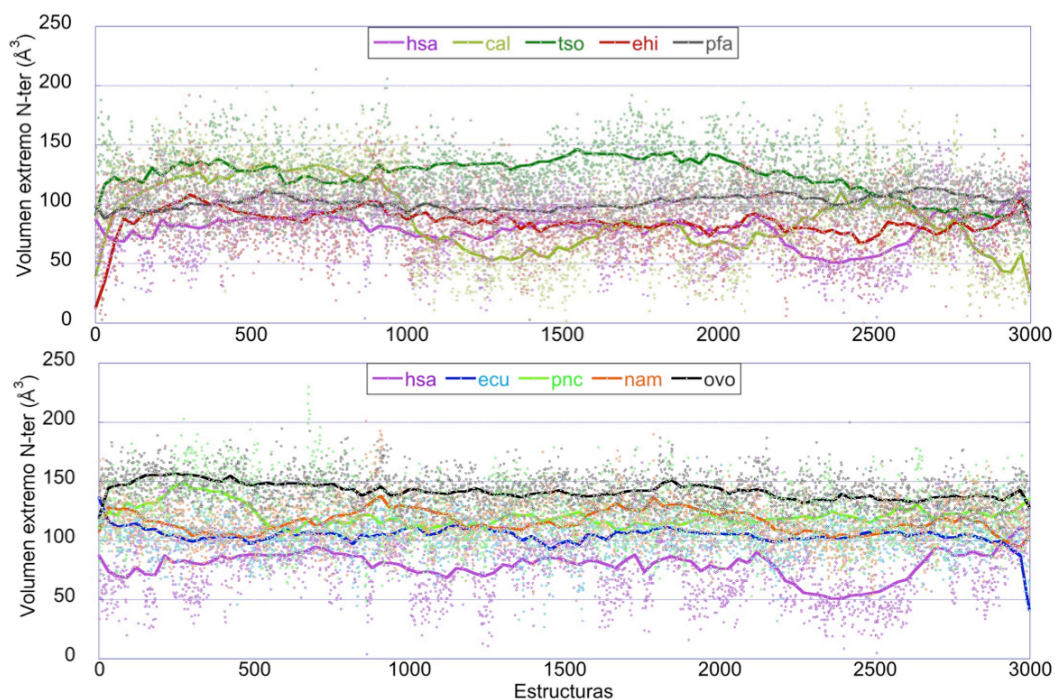 250
200
150
100
50
0
Volumen extremo N-ter (Å³)
hsa cal tso ehi pfa
0 500 1000 1500 2000 2500 3000
250
200
150
100
50
0
Volumen extremo N-ter (Å³)
hsa ecu pnc nam ovo
0 500 1000 1500 2000 2500 3000
Estructuras